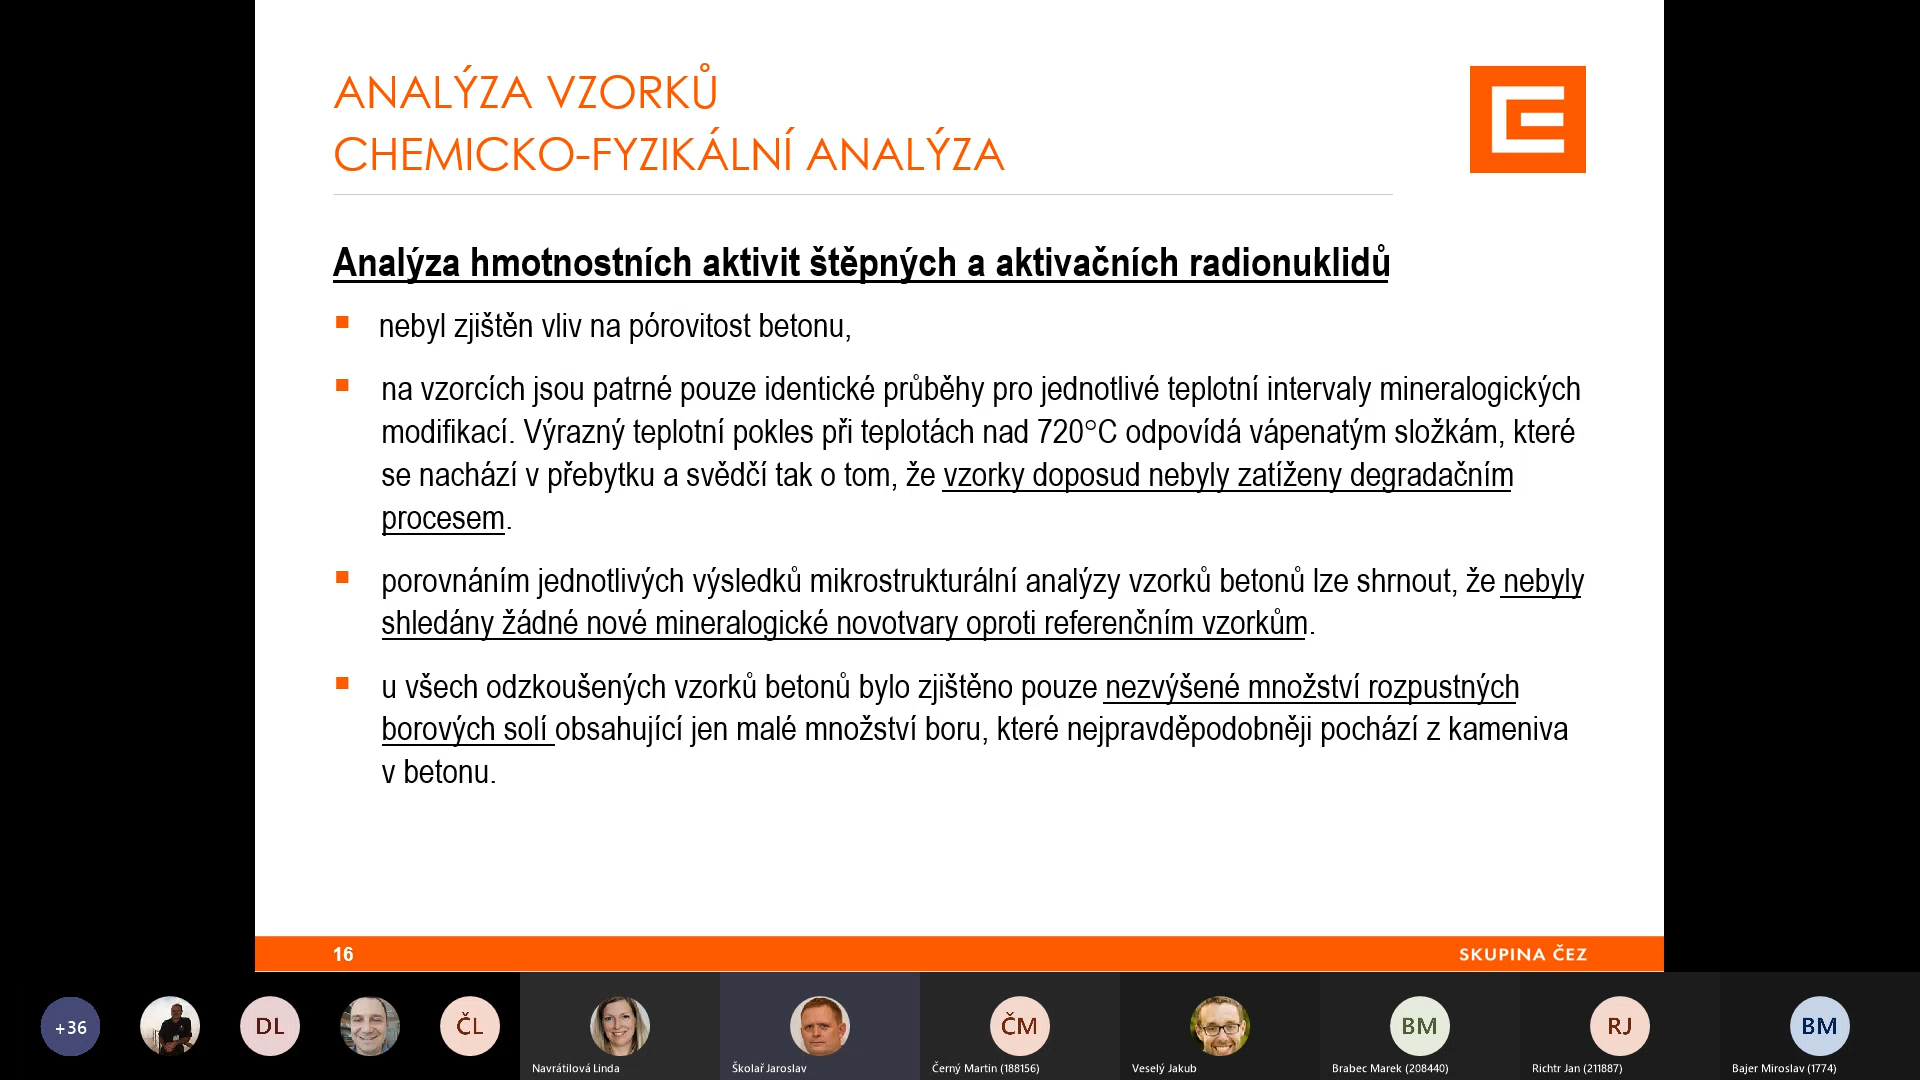 ANALÝZA VZORKŮ
CHEMICKO-FYZIKÁLNÍ ANALÝZA
Analýza hmotnostních aktivit štěpných a aktivačních radionuklidů
nebyl zjištěn vliv na pórovitost betonu,
na vzorcích jsou patrné pouze identické průběhy pro jednotlivé teplotní intervaly mineralogických
modifikací. Výrazný teplotní pokles při teplotách nad 720°C odpovídá vápenatým složkám, které
se nachází v přebytku a svědčí tak o tom, že vzorky doposud nebyly zatíženy degradačním
procesem.
porovnáním jednotlivých výsledků mikrostrukturální analýzy vzorků betonů lze shrnout, že nebyly
shledány žádné nové mineralogické novotvary oproti referenčním vzorkům.
u všech odzkoušených vzorků betonů bylo zjištěno pouze nezvýšené množství rozpustných
borových solí obsahující jen malé množství boru, které nejpravděpodobněji pochází z kameniva
v betonu.
16
SKUPINA ČEZ
+36
DL
ČL
ČM
BM
RJ
BM
Navrátilová Linda
Školař Jaroslav
Černý Martin (188156)
Veselý Jakub
Brabec Marek (208440)
Richtr Jan (211887)
Bajer Miroslav (1774)